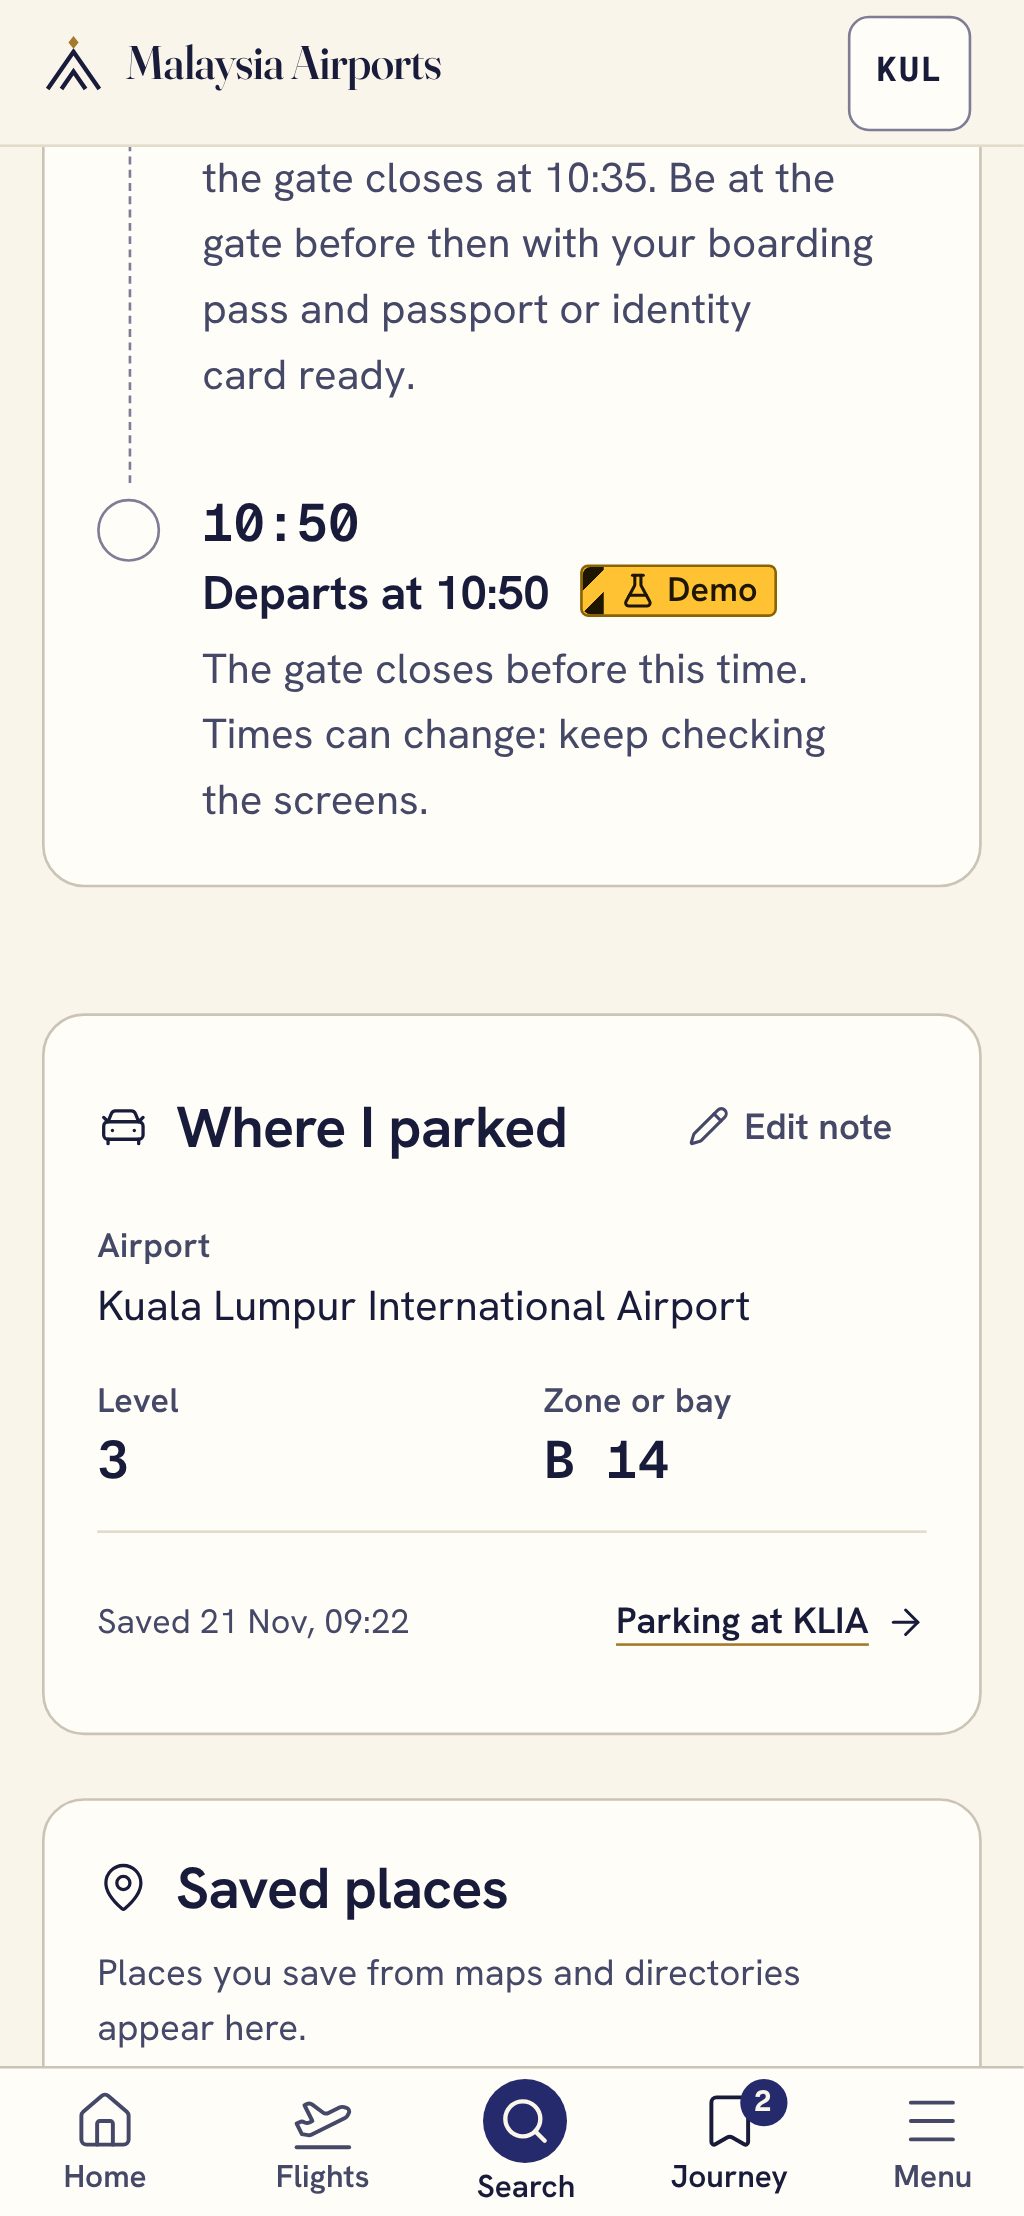 Malaysia Airports
KUL
the gate closes at 10:35. Be at the
gate before then with your boarding
pass and passport or identity
card ready.
10:50
Departs at 10:50 Demo
The gate closes before this time.
Times can change: keep checking
the screens.
Where I parked
Edit note
Airport
Kuala Lumpur International Airport
Level
3
Zone or bay
B 14
Saved 21 Nov, 09:22
Parking at KLIA
Saved places
Places you save from maps and directories
appear here.
Home
Flights
Search
2
Journey
Menu